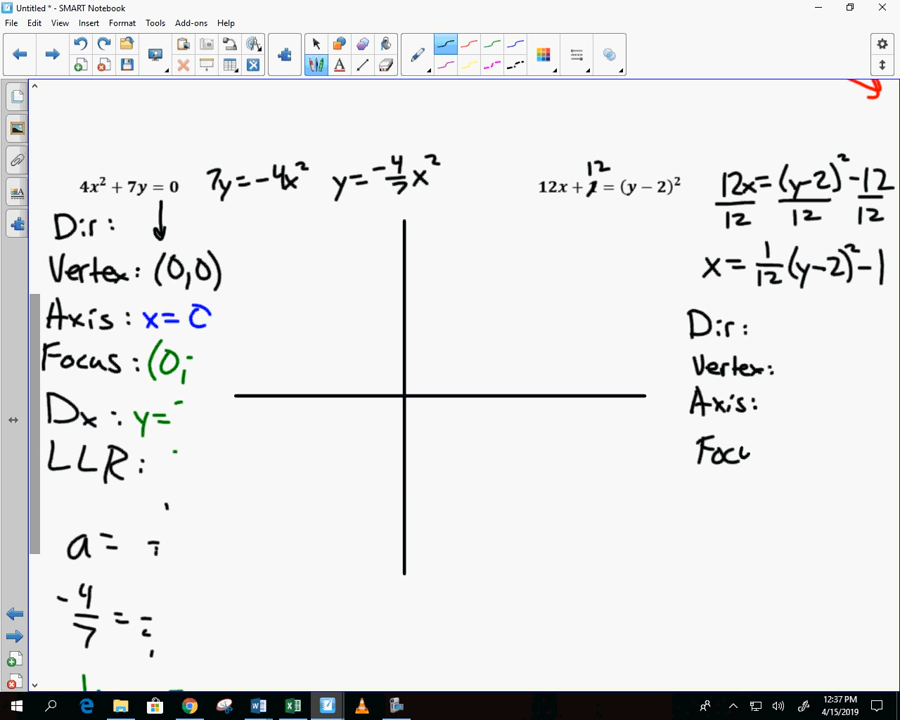 Untitled * - SMART Notebook
File Edit View Insert Format Tools Add-ons Help
4x² + 7y = 0
7y = -4x²
y = -4/7 x²
Dir :
Vertex : (0,0)
Axis : x = 0
Focus : (0,
Dx : y = -
LLR :
a =
-4/7 =
12
12x + 1 = (y − 2)²
12x = (y-2)² - 12
12 12 12
x = 1/12 (y-2)² - 1
Dir :
Vertex :
Axis :
Focu
12:37 PM
4/15/2019